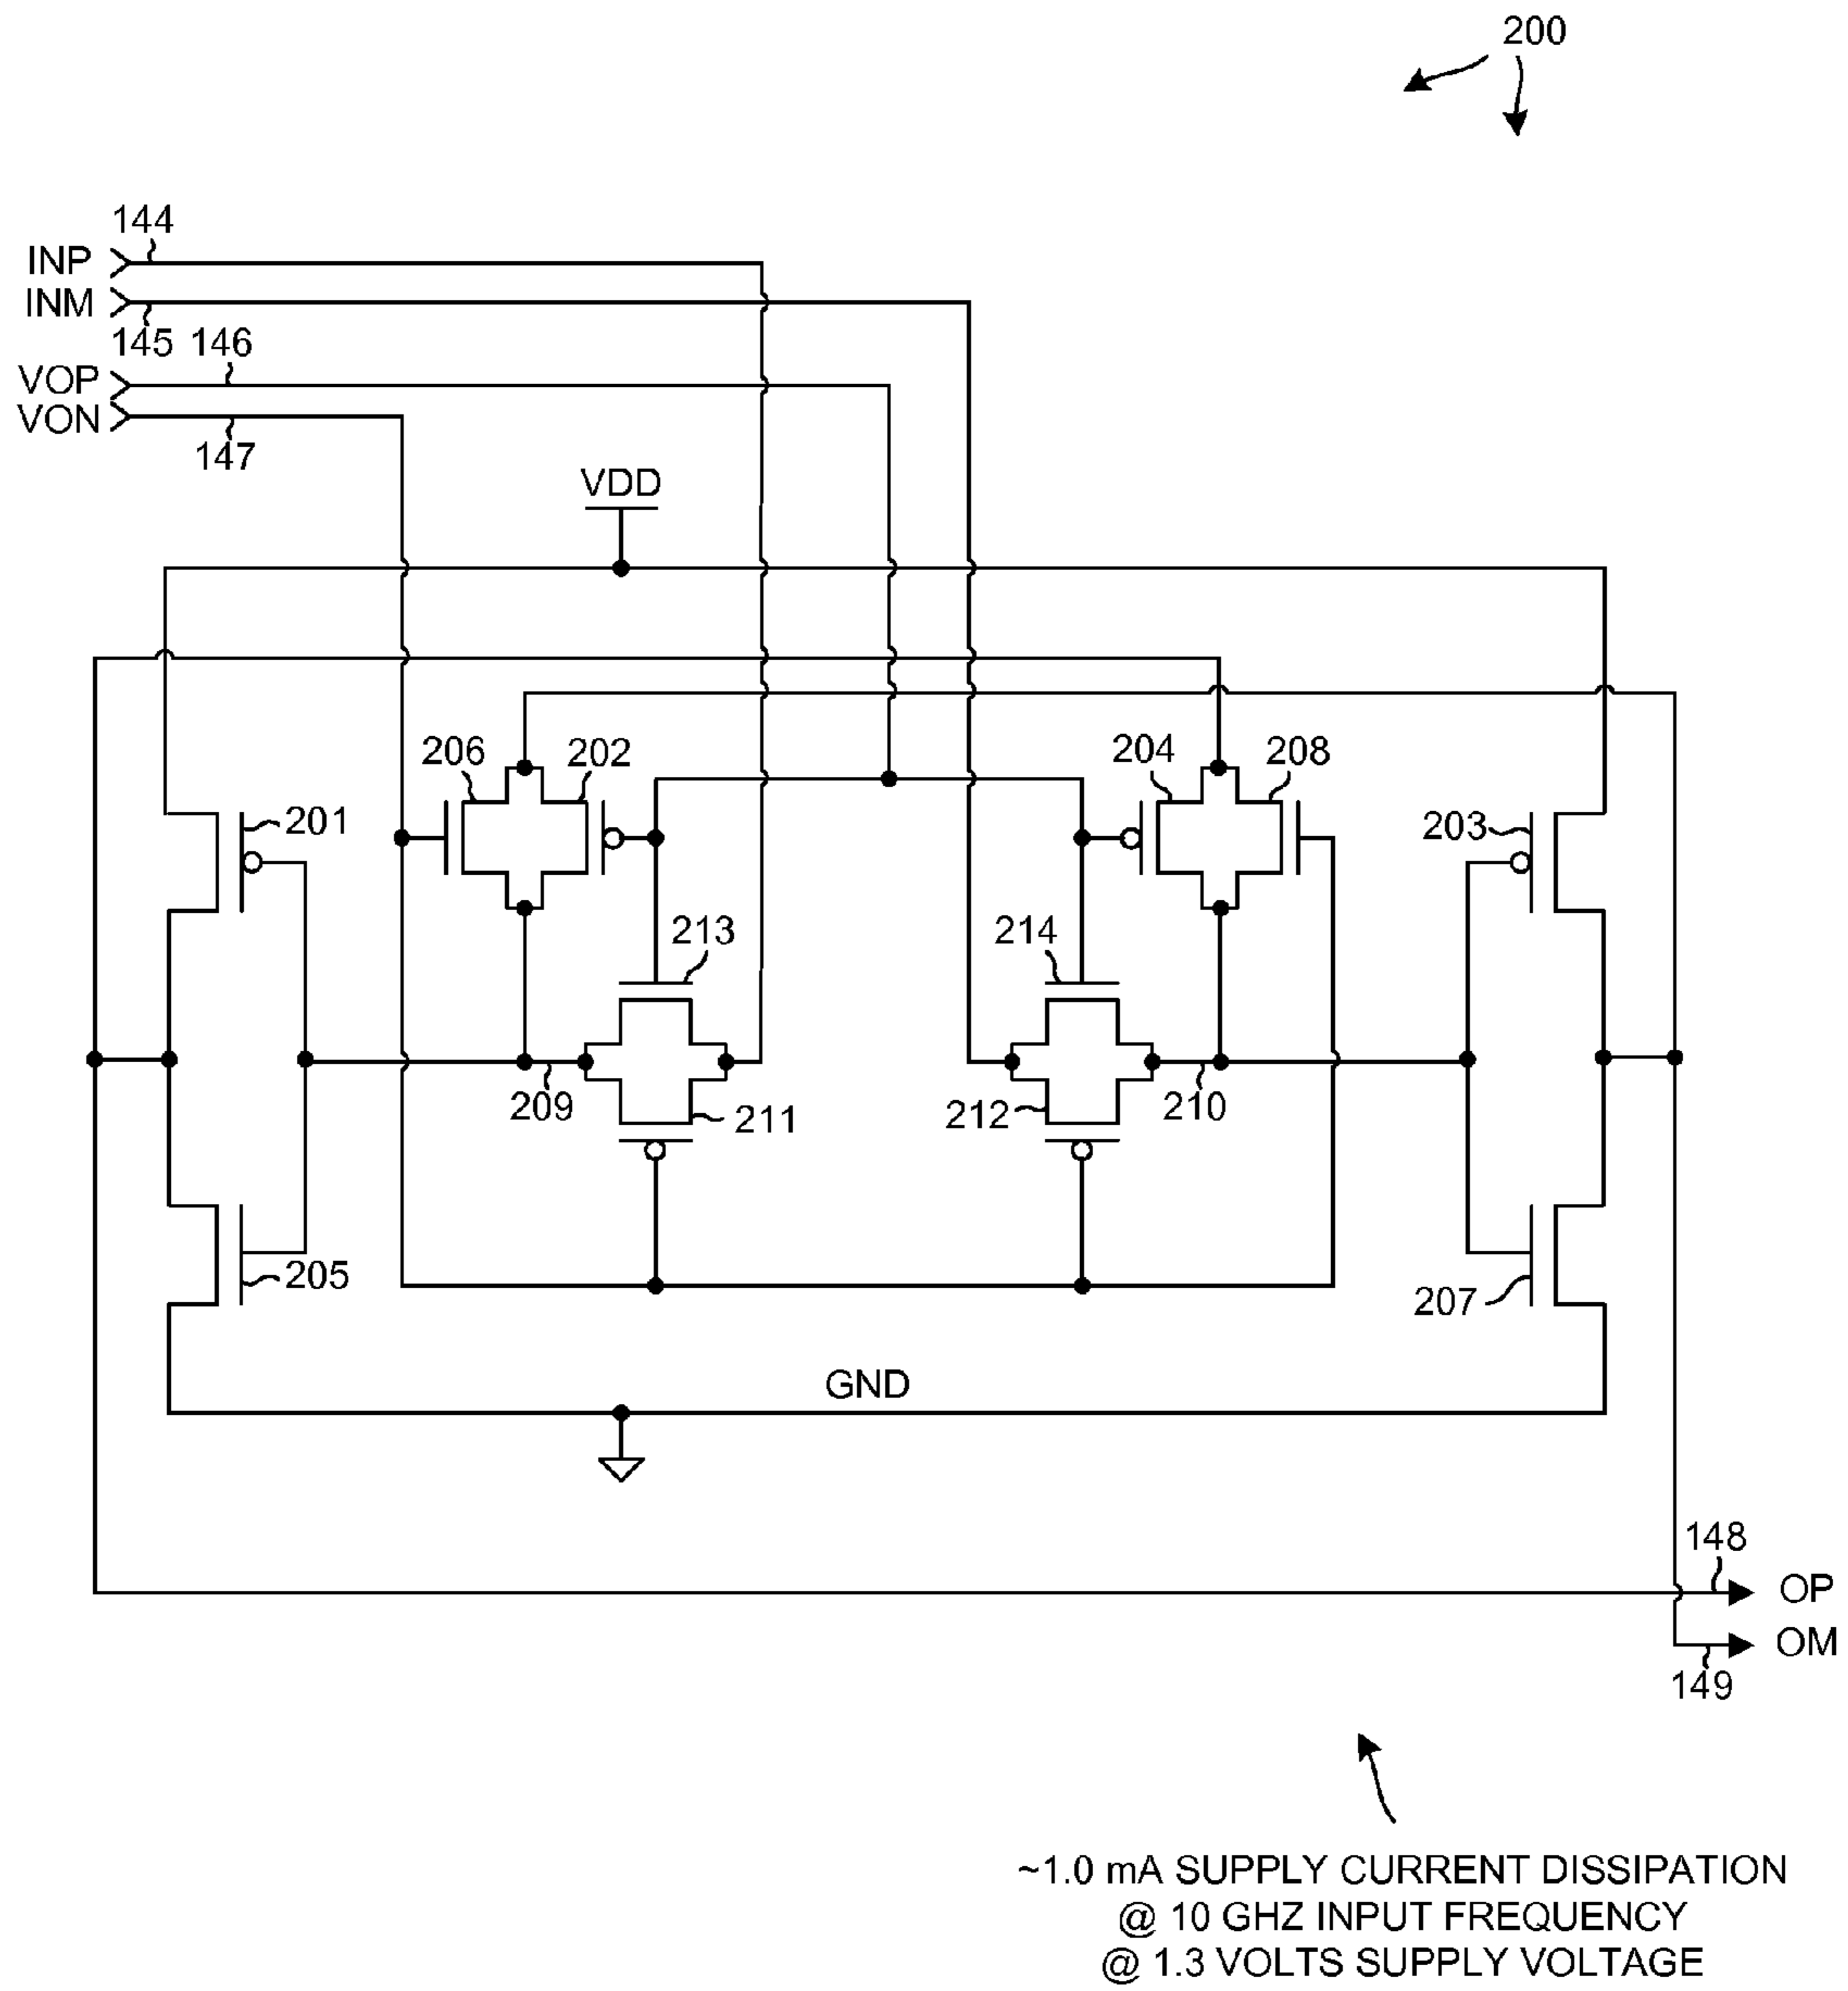 200
144
INP
INM
145 146
VOP
VON
147
VDD
206 202 204 208
201 203
213 214
209 211 212 210
205 207
GND
148
OP
OM
149
~1.0 mA SUPPLY CURRENT DISSIPATION
@ 10 GHZ INPUT FREQUENCY
@ 1.3 VOLTS SUPPLY VOLTAGE